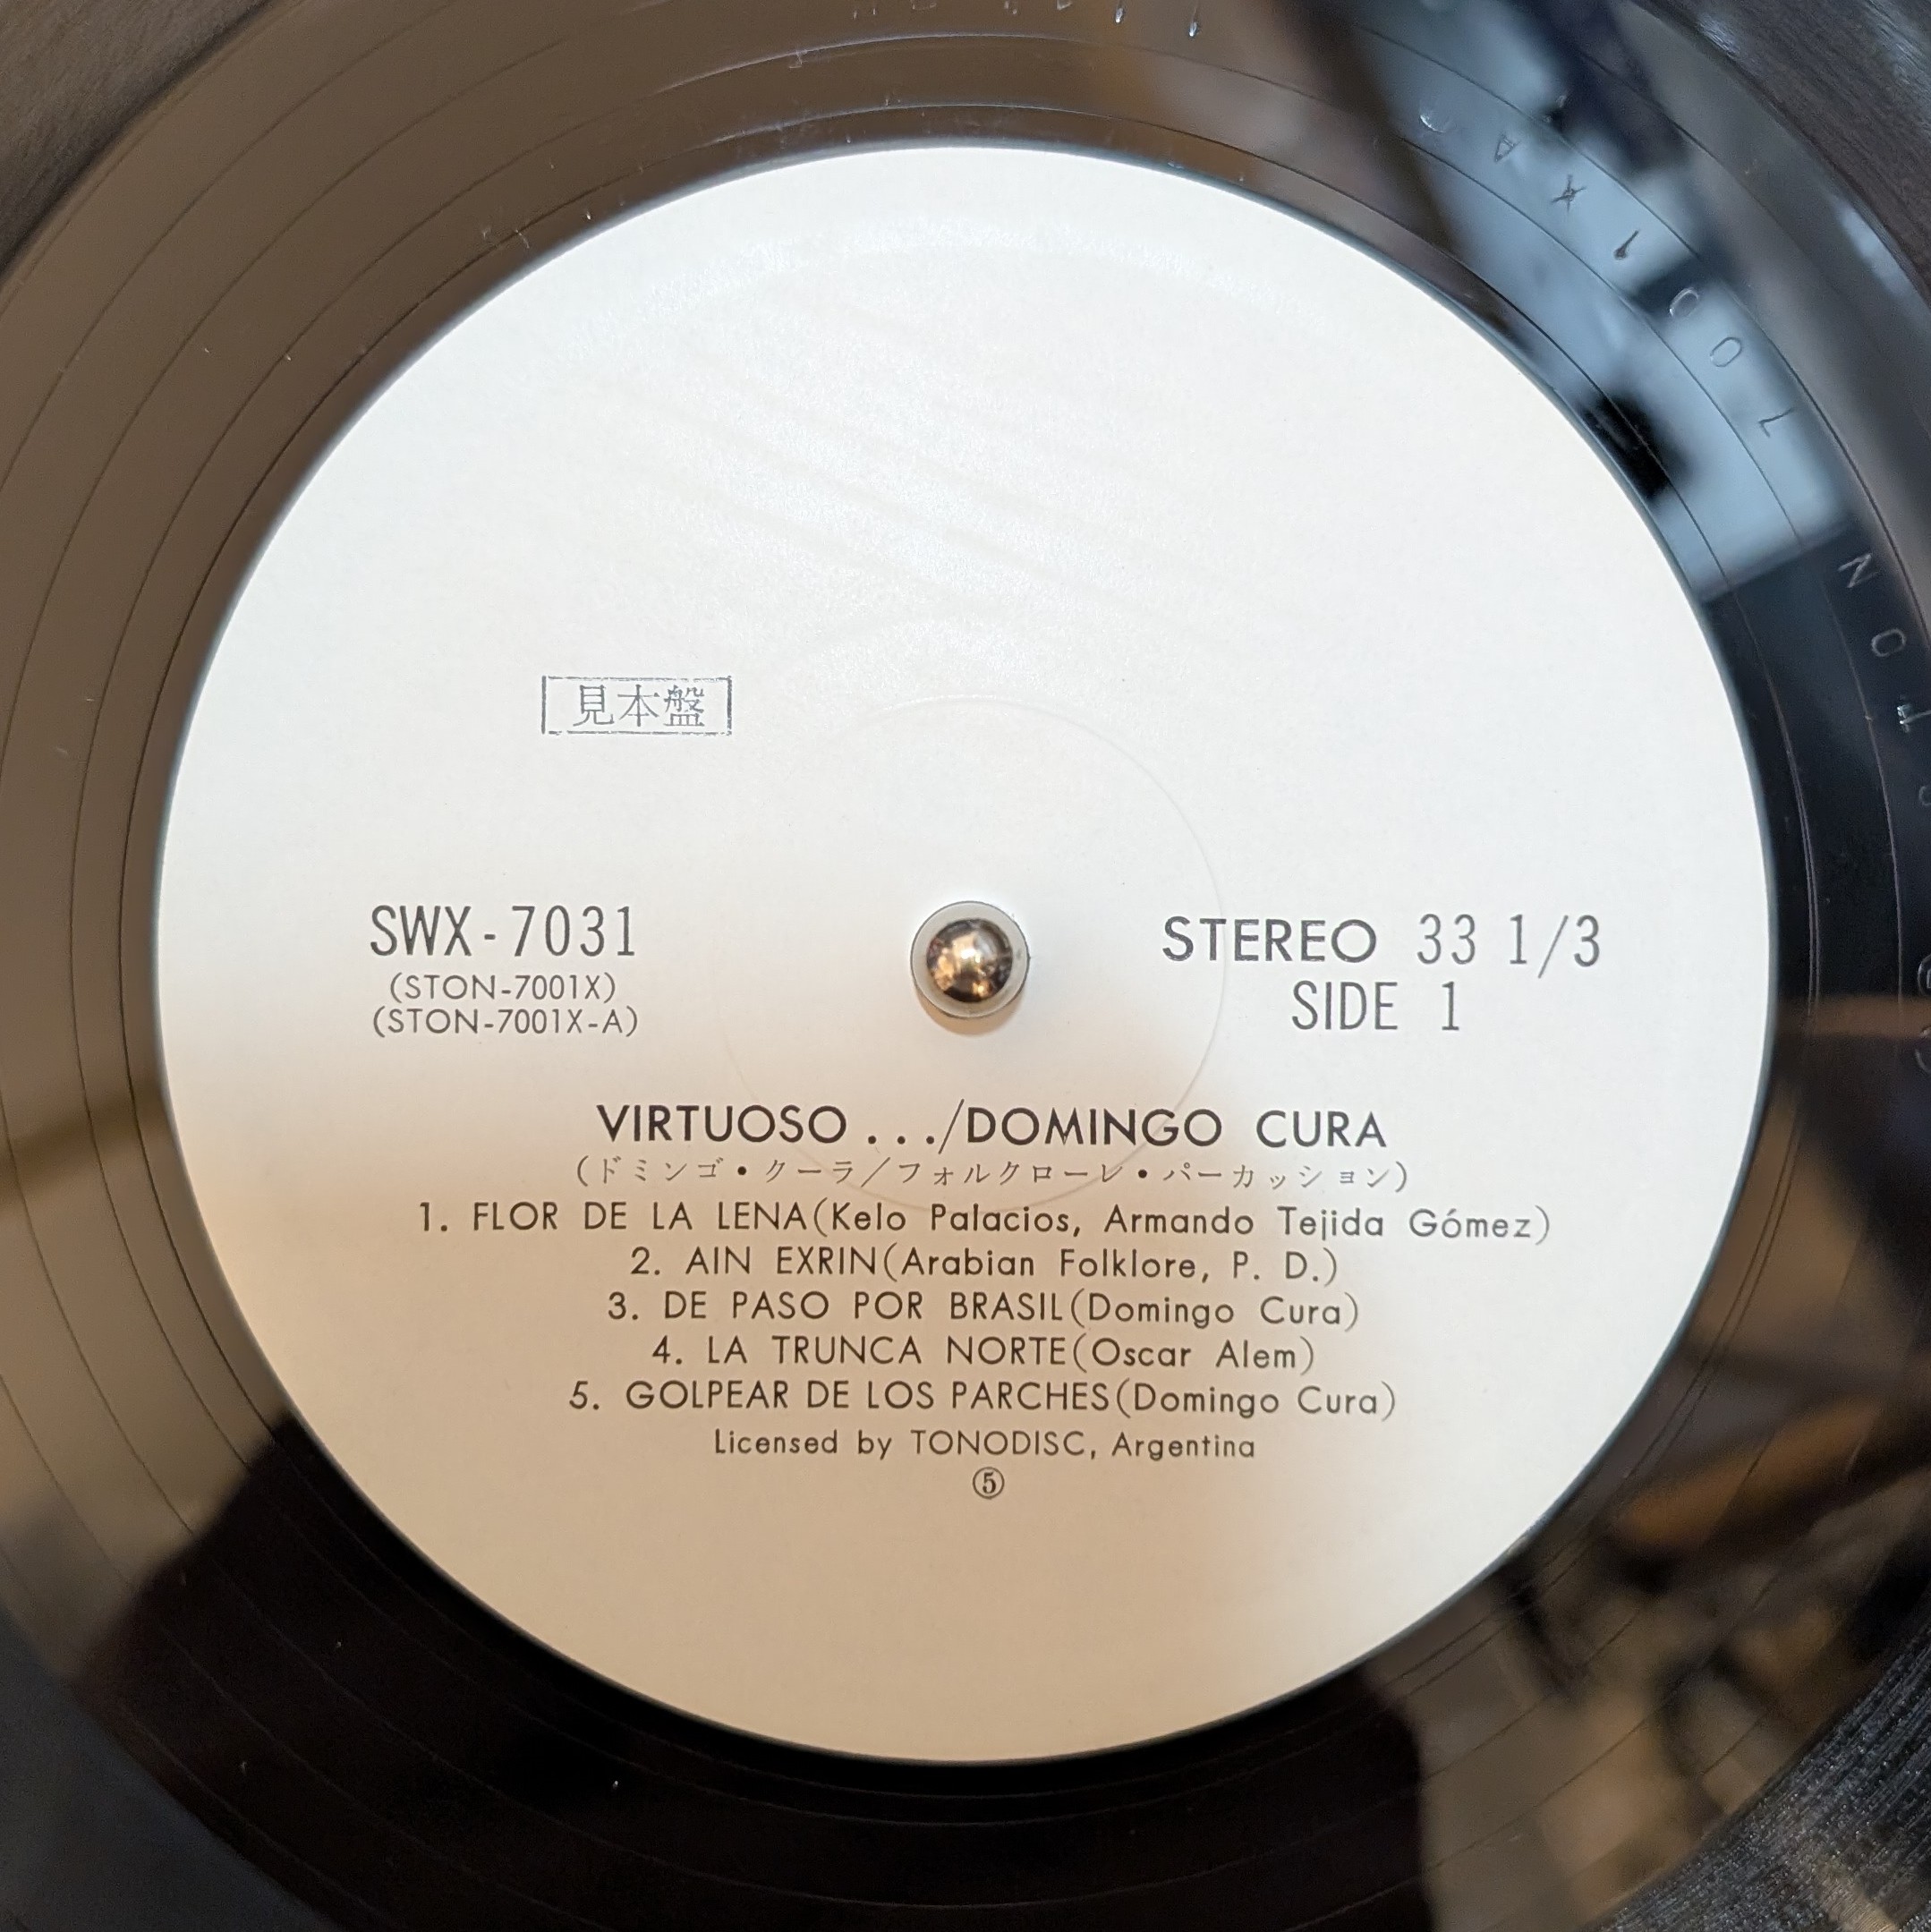 見本盤
SWX-7031
(STON-7001X)
(STON-7001X-A)
STEREO 33 1/3
SIDE 1
VIRTUOSO .../DOMINGO CURA
(ドミンゴ・クーラ/フォルクローレ・パーカッション)
1. FLOR DE LA LENA(Kelo Palacios, Armando Tejida Gómez)
2. AIN EXRIN(Arabian Folklore, P. D.)
3. DE PASO POR BRASIL(Domingo Cura)
4. LA TRUNCA NORTE(Oscar Alem)
5. GOLPEAR DE LOS PARCHES(Domingo Cura)
Licensed by TONODISC, Argentina
⑤